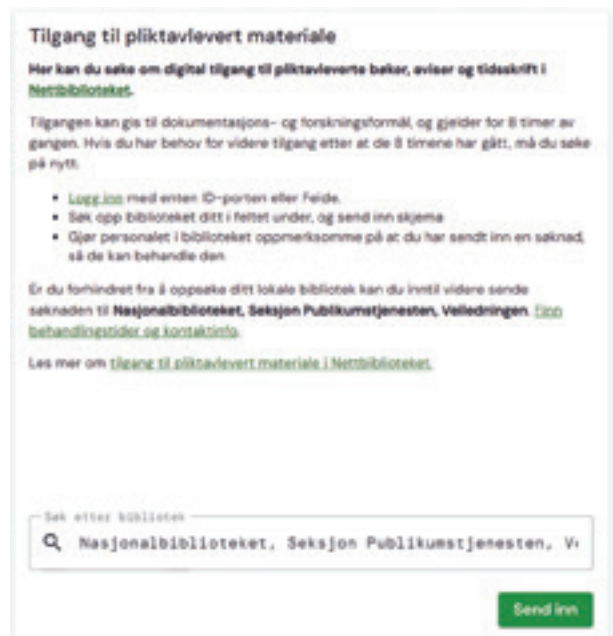 Tilgang til pliktavlevert materiale
Her kan du søke om digital tilgang til pliktavleverte bøker, aviser og tidsskrift i
Nettbiblioteket.
Tilgangen kan gis til dokumentasjons- og forskningsformål, og gjelder for 8 timer av
gangen. Hvis du har behov for videre tilgang etter at de 8 timene har gått, må du søke
på nytt.
• Logg inn med enten ID-porten eller Feide.
• Søk opp biblioteket ditt i feltet under, og send inn skjema
• Gjør personalet i biblioteket oppmerksomme på at du har sendt inn en søknad,
så de kan behandle den
Er du forhindret fra å oppsøke ditt lokale bibliotek kan du inntil videre sende
søknaden til Nasjonalbiblioteket, Seksjon Publikumstjenesten, Veiledningen. Finn
behandlingstider og kontaktinfo.
Les mer om tilgang til pliktavlevert materiale i Nettbiblioteket.
Søk etter bibliotek
Nasjonalbiblioteket, Seksjon Publikumstjenesten, Ve
Send inn